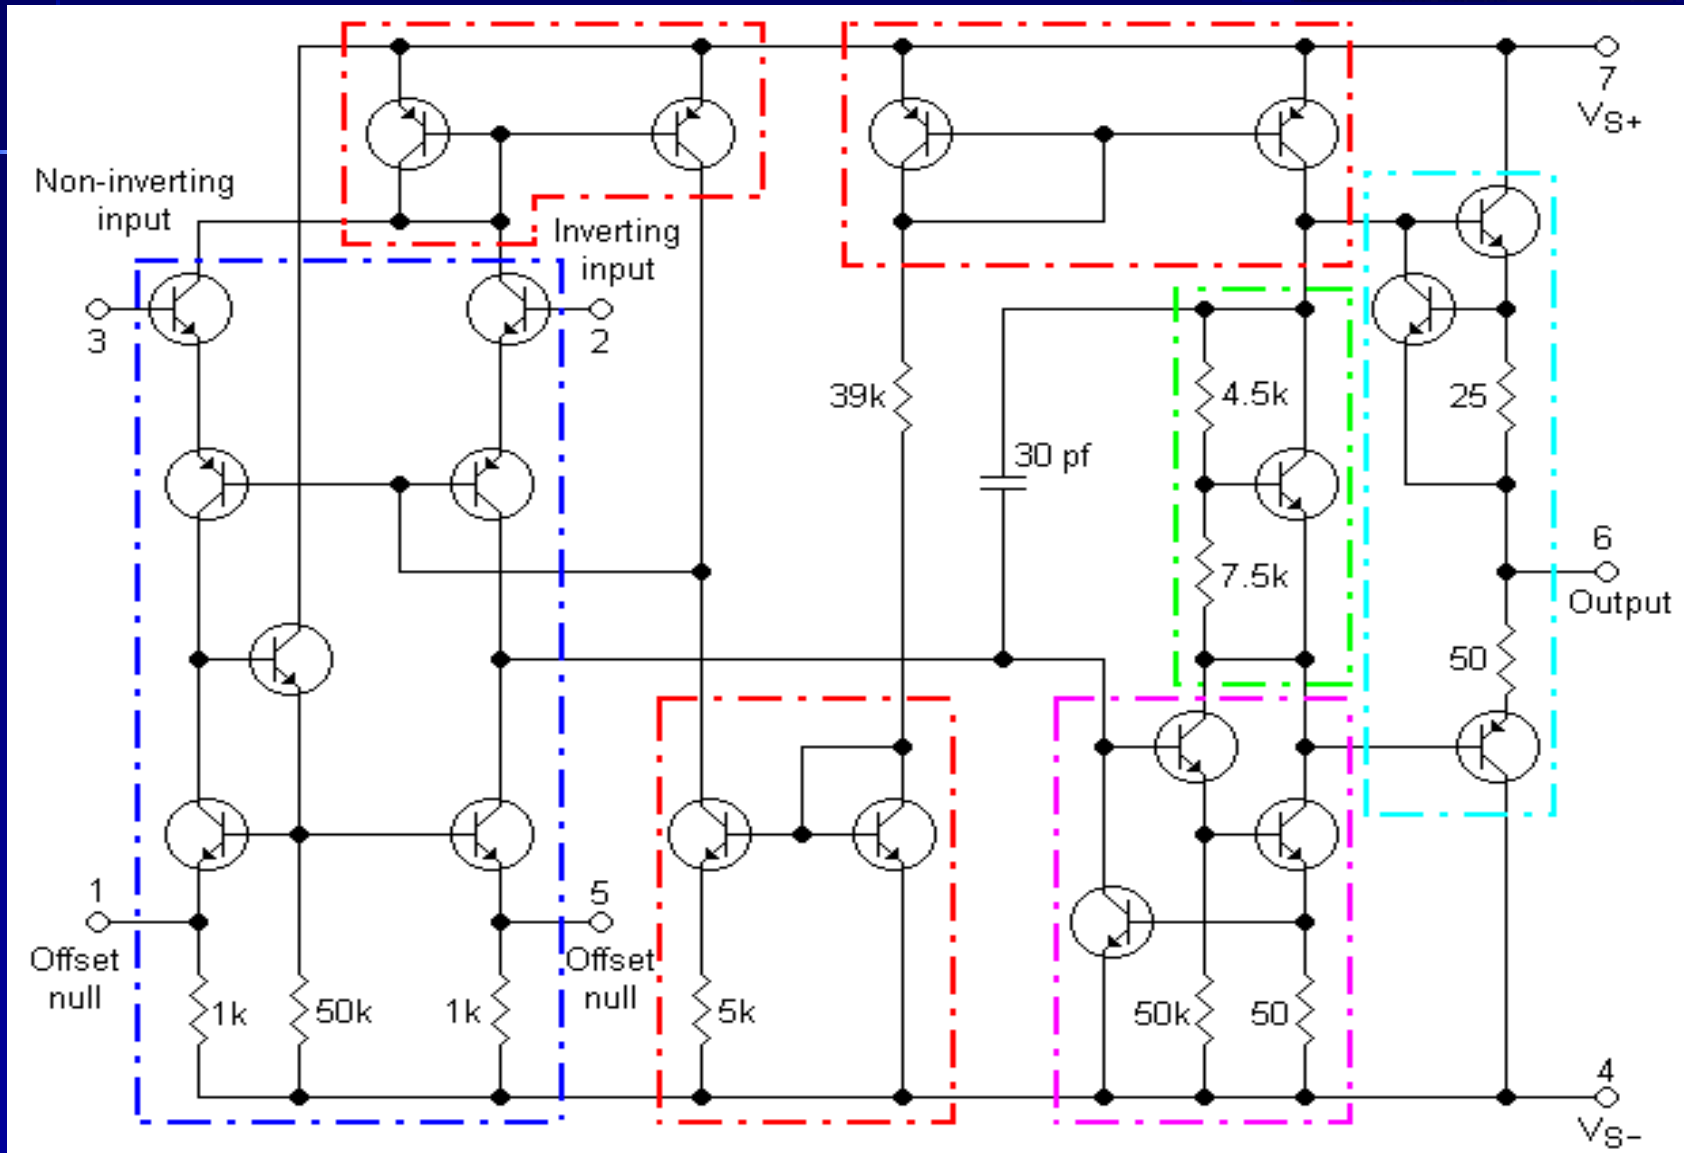 7
VS+
Non-inverting
input
Inverting
input
3
2
39k
4.5k
25
30 pf
7.5k
6
Output
50
1
5
Offset
null
Offset
null
1k
50k
1k
5k
50k
50
4
VS−